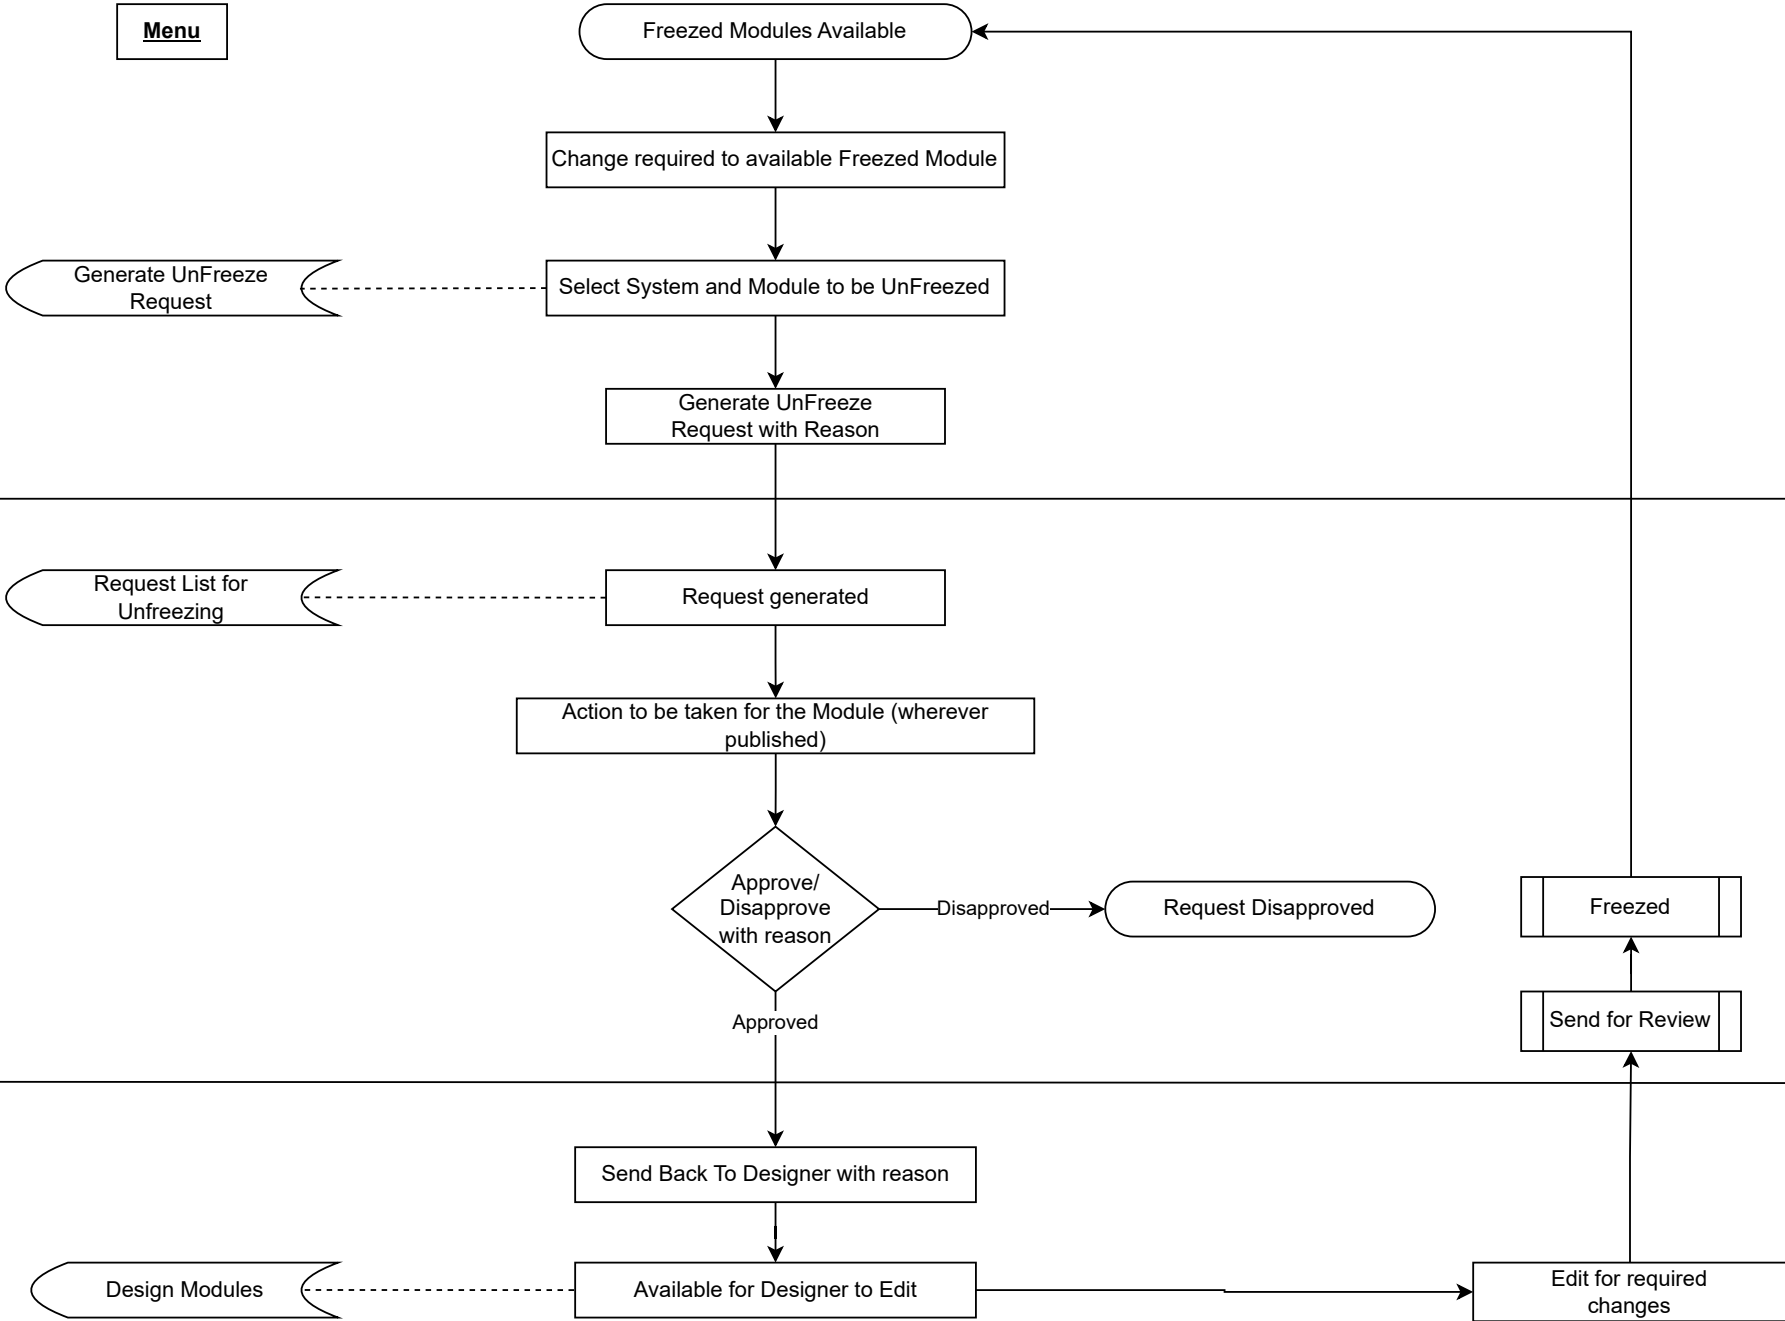 Menu
Freezed Modules Available
Change required to available Freezed Module
Generate UnFreeze
Request
Select System and Module to be UnFreezed
Generate UnFreeze
Request with Reason
Request List for
Unfreezing
Request generated
Action to be taken for the Module (wherever
published)
Approve/
Disapprove
with reason
Disapproved
Request Disapproved
Freezed
Send for Review
Approved
Send Back To Designer with reason
Design Modules
Available for Designer to Edit
Edit for required
changes